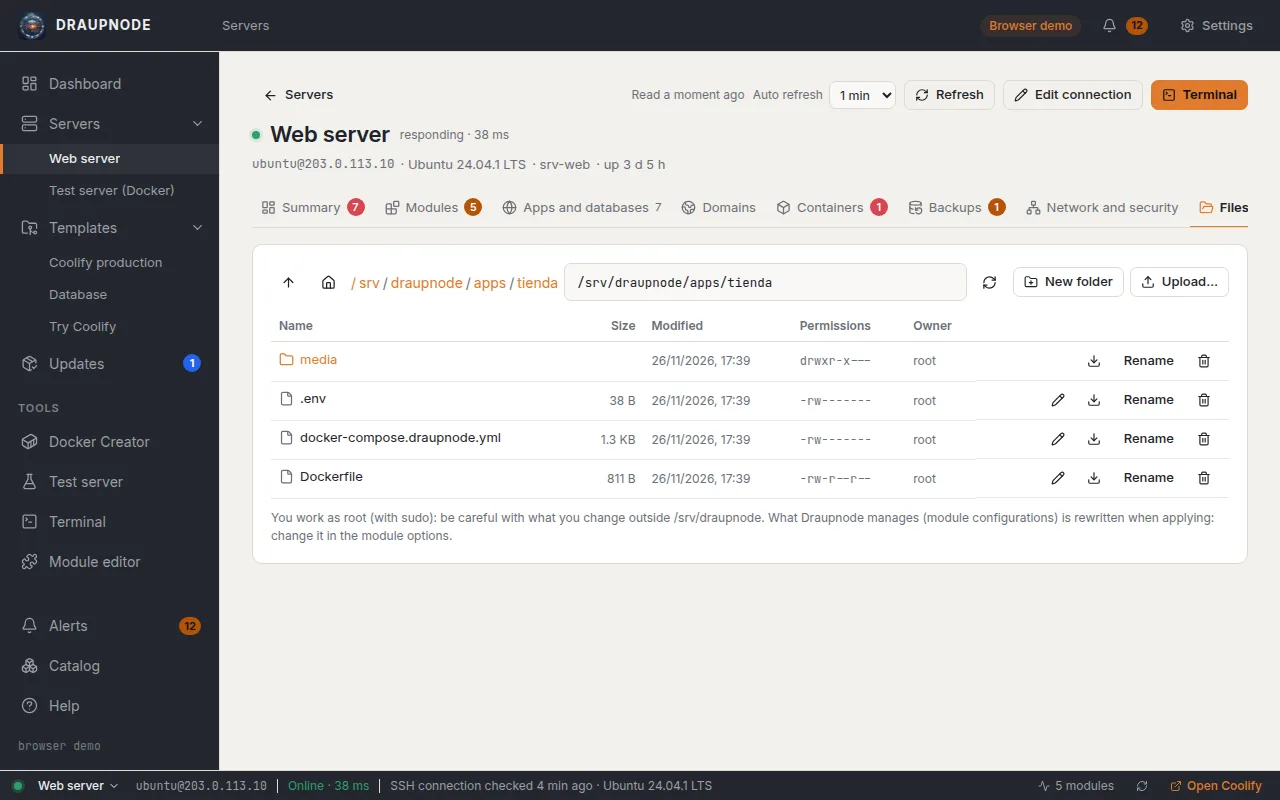 DRAUPNODE
Servers
Browser demo
12
Settings
Dashboard
Servers
Web server
Test server (Docker)
Templates
Coolify production
Database
Try Coolify
Updates
1
TOOLS
Docker Creator
Test server
Terminal
Module editor
Alerts
12
Catalog
Help
browser demo
Servers
Read a moment ago Auto refresh 1 min Refresh Edit connection Terminal
Web server responding · 38 ms
ubuntu@203.0.113.10 · Ubuntu 24.04.1 LTS · srv-web · up 3 d 5 h
Summary 7 Modules 5 Apps and databases 7 Domains Containers 1 Backups 1 Network and security Files
/ srv / draupnode / apps / tienda /srv/draupnode/apps/tienda New folder Upload...
Name Size Modified Permissions Owner
media 26/11/2026, 17:39 drwxr-x--- root Rename
.env 38 B 26/11/2026, 17:39 -rw------- root Rename
docker-compose.draupnode.yml 1.3 KB 26/11/2026, 17:39 -rw------- root Rename
Dockerfile 811 B 26/11/2026, 17:39 -rw-r--r-- root Rename
You work as root (with sudo): be careful with what you change outside /srv/draupnode. What Draupnode manages (module configurations) is rewritten when applying:
change it in the module options.
Web server ubuntu@203.0.113.10 Online · 38 ms SSH connection checked 4 min ago · Ubuntu 24.04.1 LTS 5 modules Open Coolify